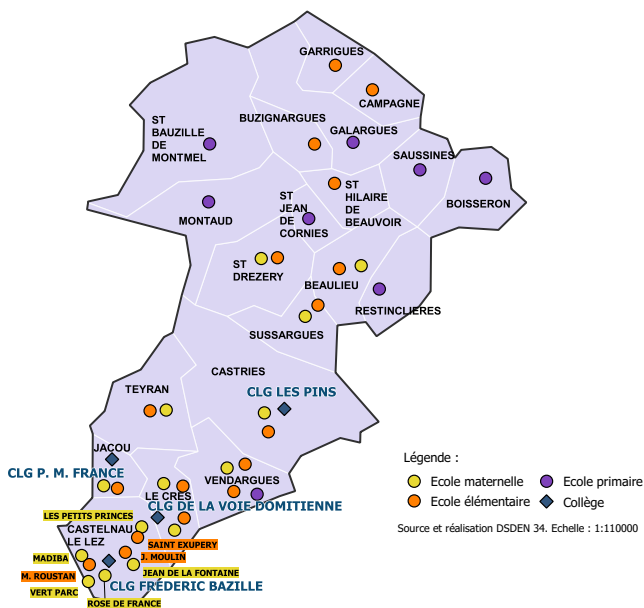 GARRIGUES
CAMPAGNE
BUZIGNARGUES
GALARGUES
ST
BAUZILLE
DE
MONTMEL
SAUSSINES
BOISSERON
ST
HILAIRE
DE
BEAUVOIR
ST
JEAN
DE
CORNIES
MONTAUD
ST
DREZERY
BEAULIEU
RESTINCLIERES
SUSSARGUES
CASTRIES
TEYRAN
CLG LES PINS
JACOU
CLG P. M. FRANCE
VENDARGUES
LE CRES
CLG DE LA VOIE DOMITIENNE
LES PETITS PRINCES
CASTELNAU
LE LEZ
SAINT EXUPERY
J. MOULIN
MADIBA
JEAN DE LA FONTAINE
M. ROUSTAN
CLG FRÉDERIC BAZILLE
VERT PARC
ROSE DE FRANCE
Légende :
Ecole maternelle
Ecole primaire
Ecole élémentaire
Collège
Source et réalisation DSDEN 34. Echelle : 1:110000